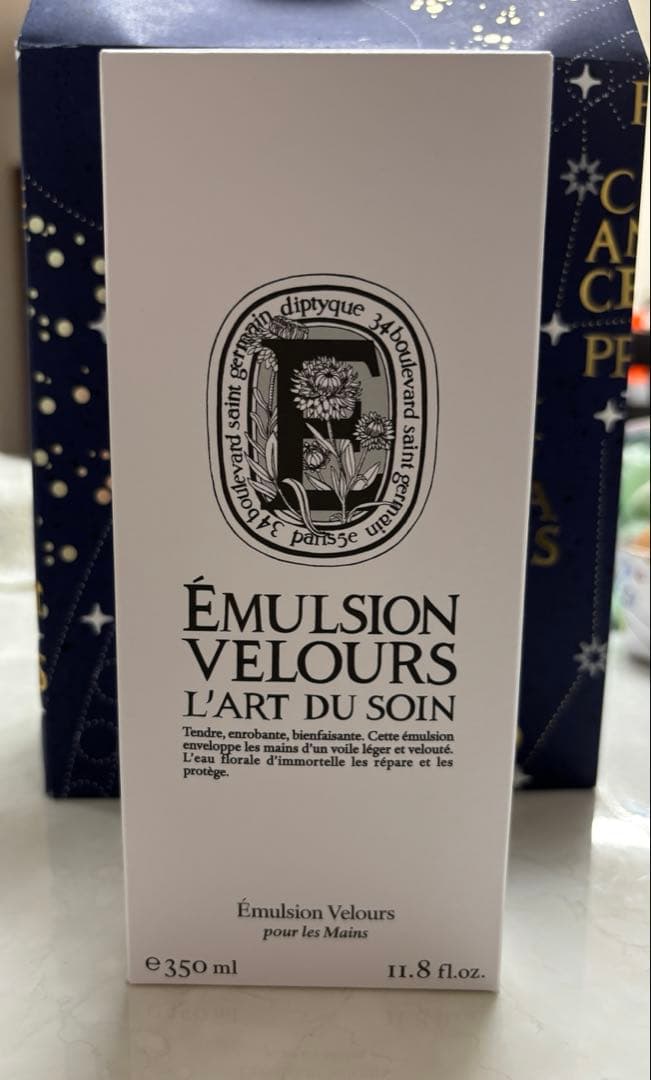 diptyque 34 boulevard saint germain paris 5e 34 boulevard saint germain
E
ÉMULSION
VELOURS
L'ART DU SOIN
Tendre, enrobante, bienfaisante. Cette émulsion
enveloppe les mains d'un voile léger et velouté.
L'eau florale d'immortelle les répare et les
protège.
Émulsion Velours
pour les Mains
e 350 ml
11.8 fl.oz.